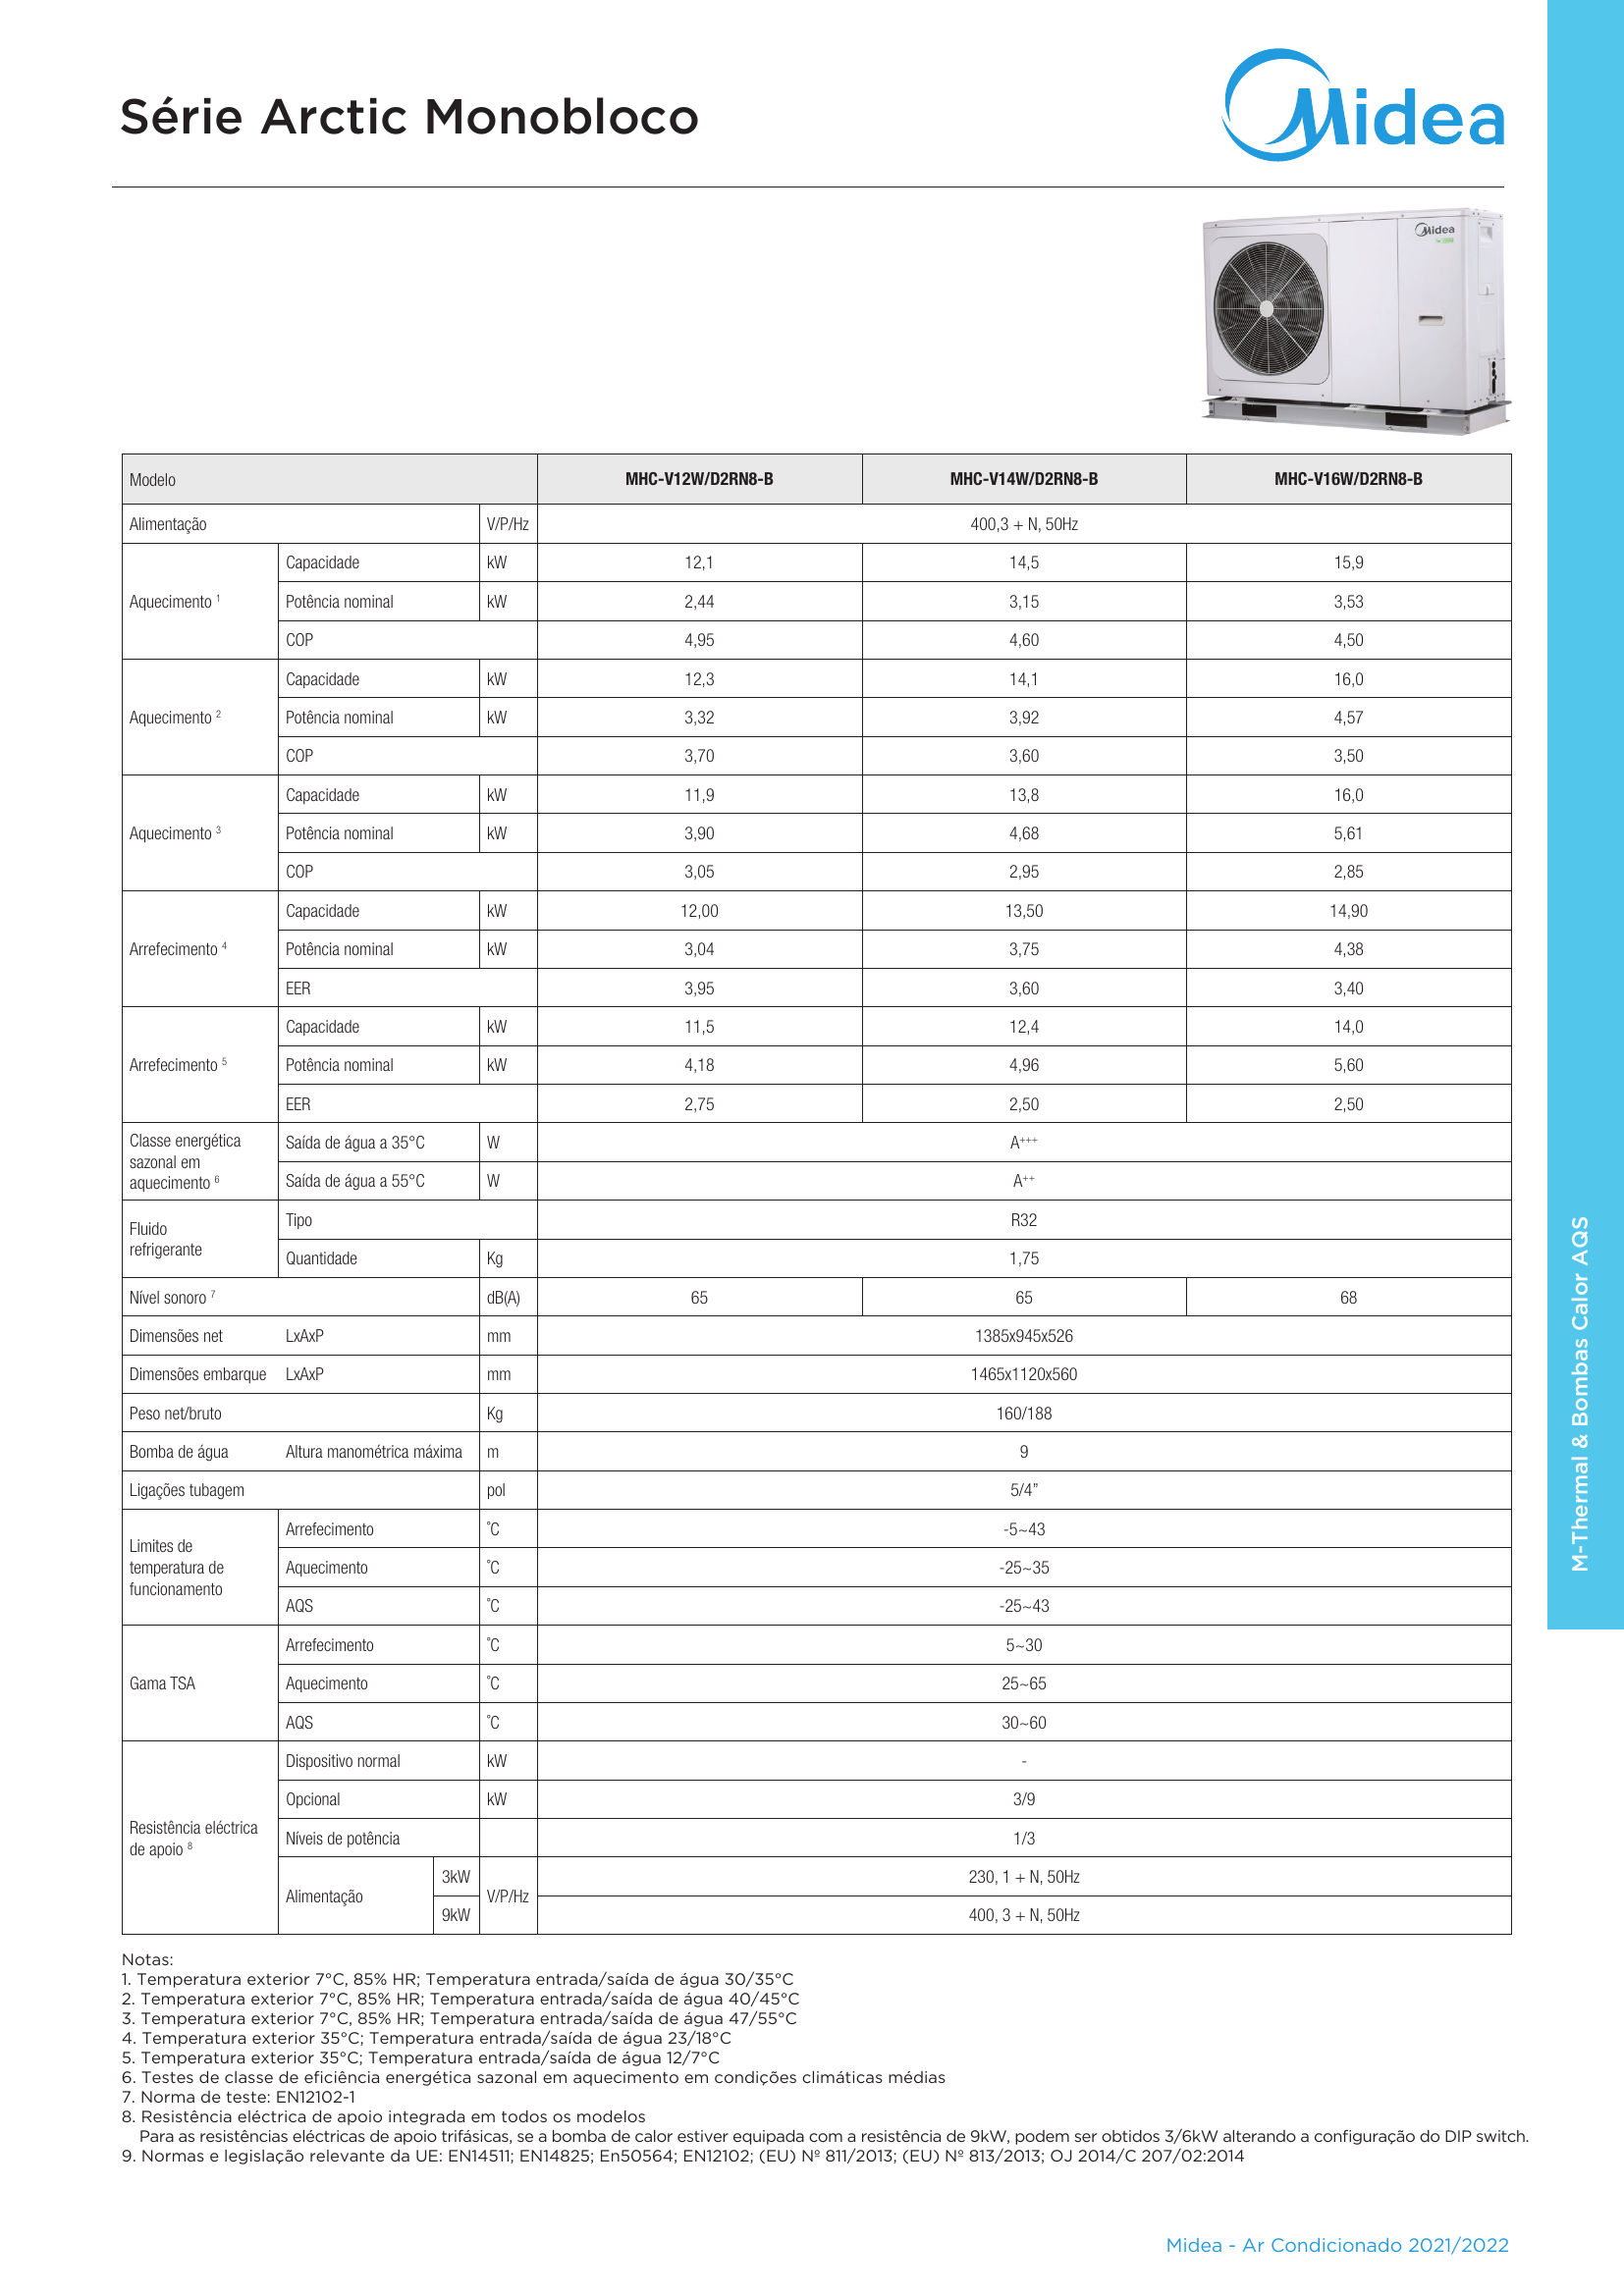 Série Arctic Monobloco
Midea
Midea
Modelo MHC-V12W/D2RN8-B MHC-V14W/D2RN8-B MHC-V16W/D2RN8-B
Alimentação V/P/Hz 400,3 + N, 50Hz
Aquecimento 1
Capacidade kW 12,1 14,5 15,9
Potência nominal kW 2,44 3,15 3,53
COP 4,95 4,60 4,50
Aquecimento 2
Capacidade kW 12,3 14,1 16,0
Potência nominal kW 3,32 3,92 4,57
COP 3,70 3,60 3,50
Aquecimento 3
Capacidade kW 11,9 13,8 16,0
Potência nominal kW 3,90 4,68 5,61
COP 3,05 2,95 2,85
Arrefecimento 4
Capacidade kW 12,00 13,50 14,90
Potência nominal kW 3,04 3,75 4,38
EER 3,95 3,60 3,40
Arrefecimento 5
Capacidade kW 11,5 12,4 14,0
Potência nominal kW 4,18 4,96 5,60
EER 2,75 2,50 2,50
Classe energética
sazonal em
aquecimento 6
Saída de água a 35°C W A+++
Saída de água a 55°C W A++
Fluido
refrigerante
Tipo R32
Quantidade Kg 1,75
Nível sonoro 7 dB(A) 65 65 68
Dimensões net LxAxP mm 1385x945x526
Dimensões embarque LxAxP mm 1465x1120x560
Peso net/bruto Kg 160/188
Bomba de água Altura manométrica máxima m 9
Ligações tubagem pol 5/4”
Limites de
temperatura de
funcionamento
Arrefecimento °C -5~43
Aquecimento °C -25~35
AQS °C -25~43
Gama TSA
Arrefecimento °C 5~30
Aquecimento °C 25~65
AQS °C 30~60
Resistência eléctrica
de apoio 8
Dispositivo normal kW -
Opcional kW 3/9
Níveis de potência 1/3
Alimentação V/P/Hz
3kW 230, 1 + N, 50Hz
9kW 400, 3 + N, 50Hz
Notas:
1. Temperatura exterior 7°C, 85% HR; Temperatura entrada/saída de água 30/35°C
2. Temperatura exterior 7°C, 85% HR; Temperatura entrada/saída de água 40/45°C
3. Temperatura exterior 7°C, 85% HR; Temperatura entrada/saída de água 47/55°C
4. Temperatura exterior 35°C; Temperatura entrada/saída de água 23/18°C
5. Temperatura exterior 35°C; Temperatura entrada/saída de água 12/7°C
6. Testes de classe de eficiência energética sazonal em aquecimento em condições climáticas médias
7. Norma de teste: EN12102-1
8. Resistência eléctrica de apoio integrada em todos os modelos
Para as resistências eléctricas de apoio trifásicas, se a bomba de calor estiver equipada com a resistência de 9kW, podem ser obtidos 3/6kW alterando a configuração do DIP switch.
9. Normas e legislação relevante da UE: EN14511; EN14825; En50564; EN12102; (EU) Nº 811/2013; (EU) Nº 813/2013; OJ 2014/C 207/02:2014
M-Thermal & Bombas Calor AQS
Midea - Ar Condicionado 2021/2022